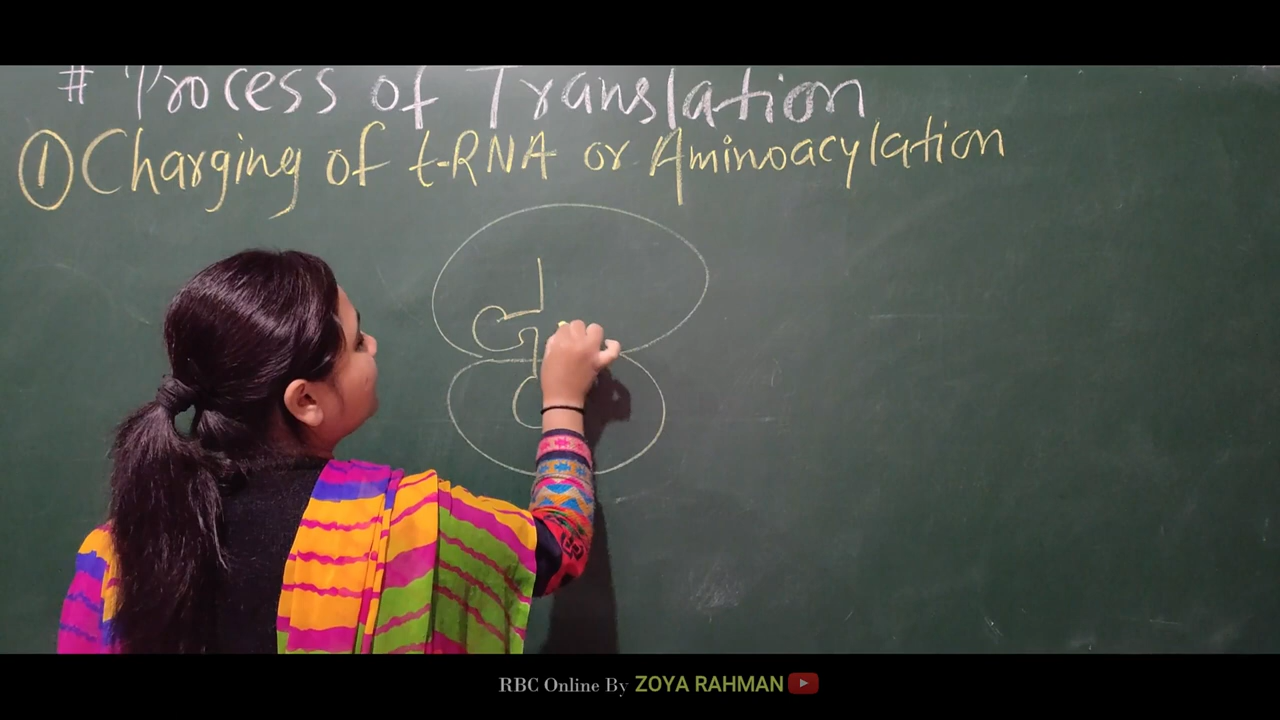 # Process of Translation
① Charging of t-RNA or Aminoacylation
RBC Online By ZOYA RAHMAN